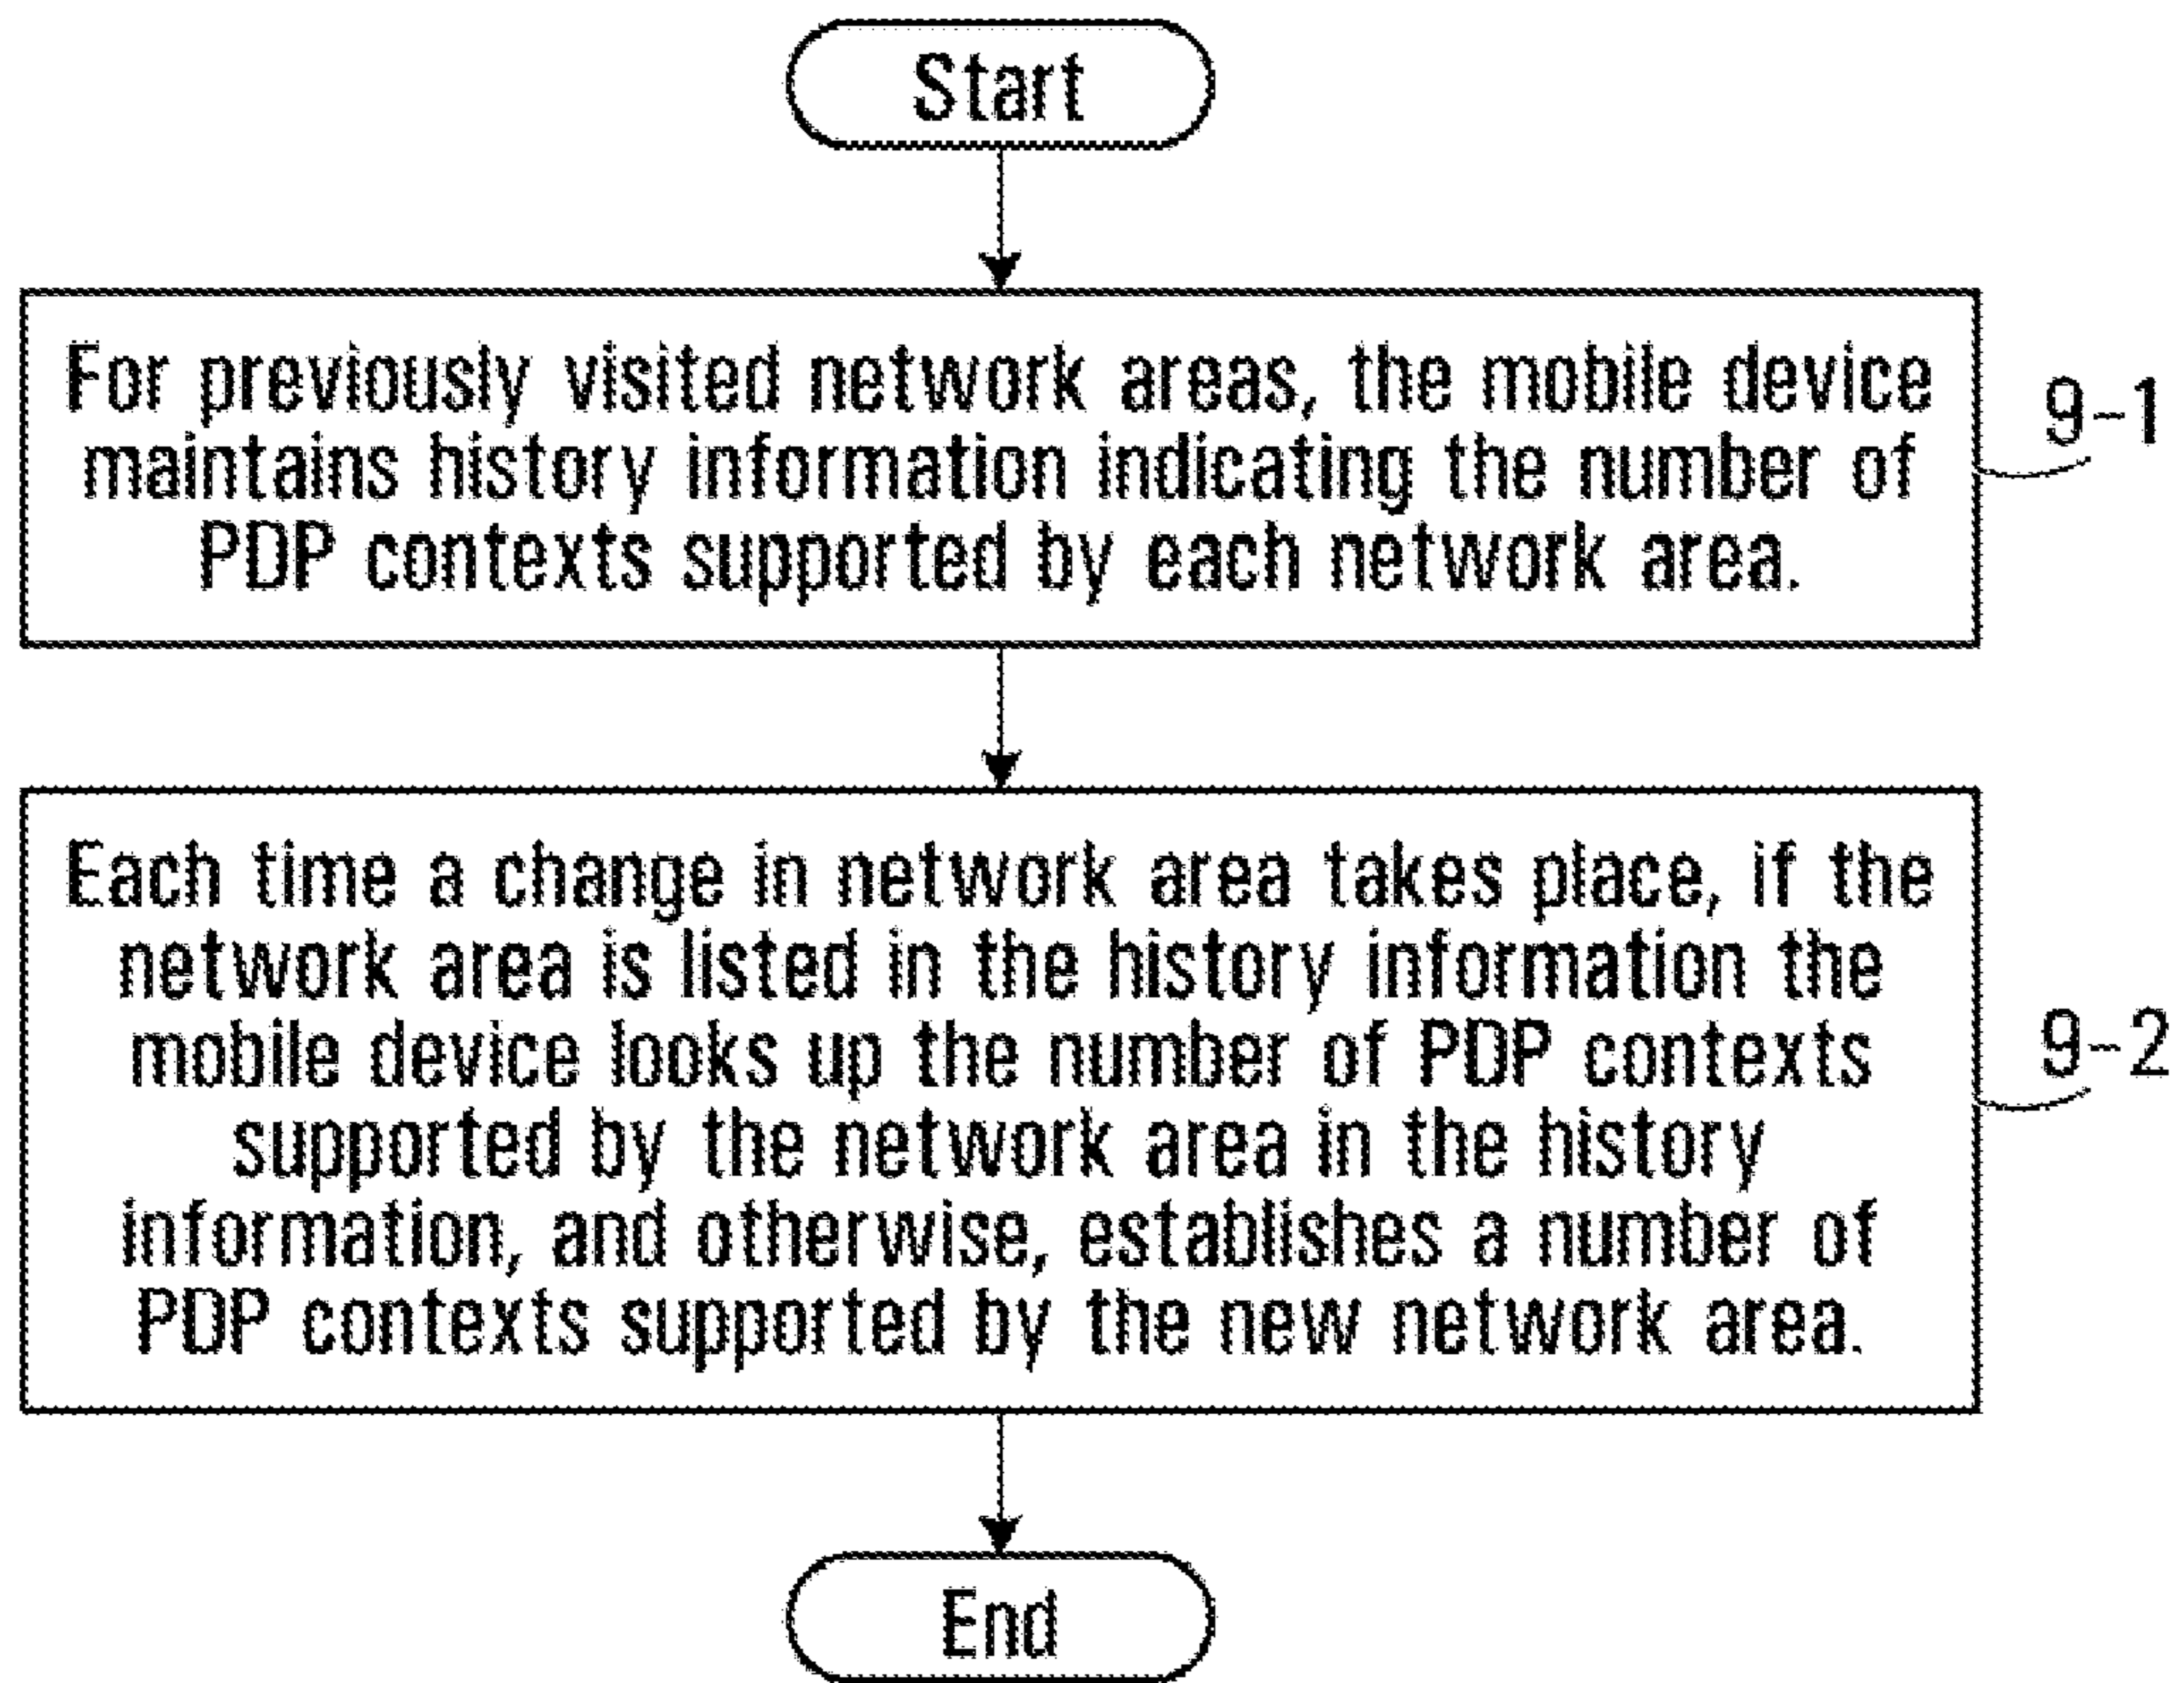 Start
For previously visited network areas, the mobile device
maintains history information indicating the number of
PDP contexts supported by each network area.
9-1
Each time a change in network area takes place, if the
network area is listed in the history information the
mobile device looks up the number of PDP contexts
supported by the network area in the history
information, and otherwise, establishes a number of
PDP contexts supported by the new network area.
9-2
End